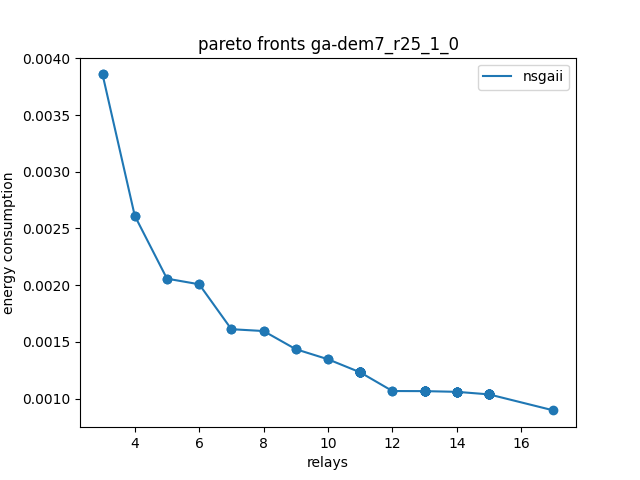 pareto fronts ga-dem7_r25_1_0
nsgaii
0.0040
0.0035
0.0030
0.0025
0.0020
0.0015
0.0010
energy consumption
4 6 8 10 12 14 16
relays